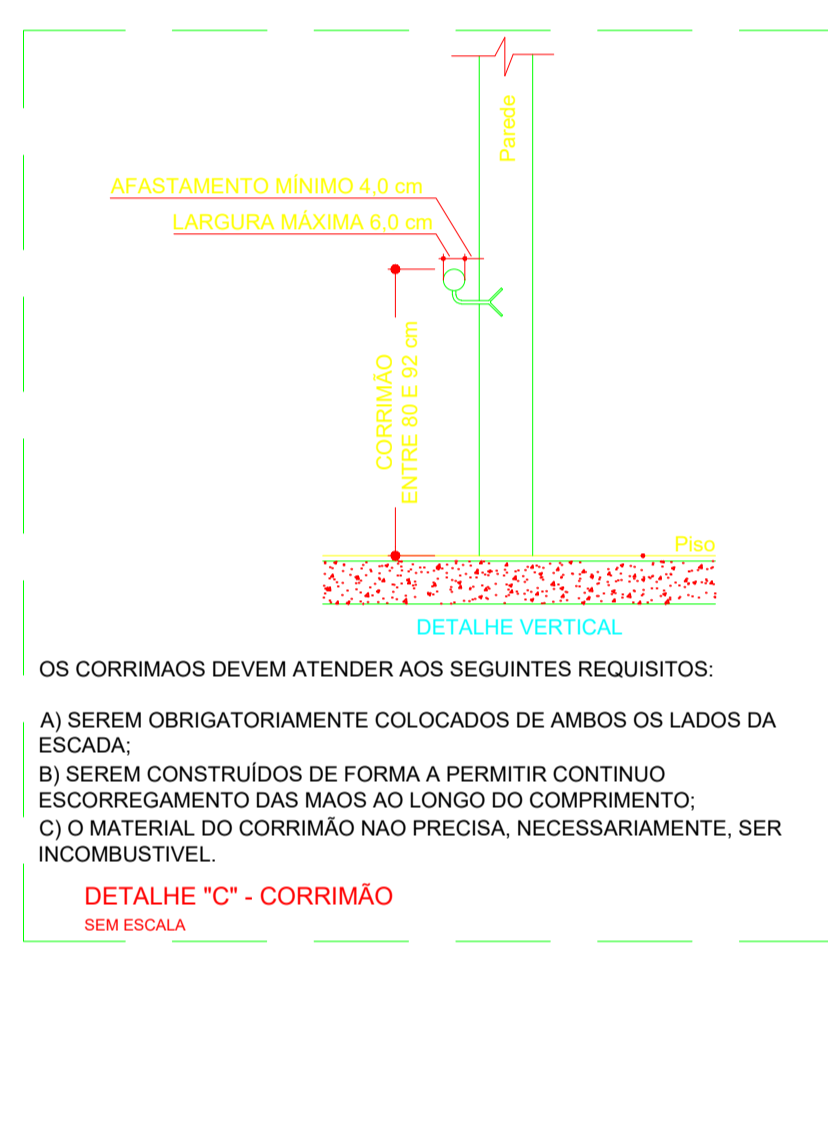 Parede
AFASTAMENTO MÍNIMO 4,0 cm
LARGURA MÁXIMA 6,0 cm
CORRIMÃO
ENTRE 80 E 92 cm
Piso
DETALHE VERTICAL
OS CORRIMAOS DEVEM ATENDER AOS SEGUINTES REQUISITOS:
A) SEREM OBRIGATORIAMENTE COLOCADOS DE AMBOS OS LADOS DA
ESCADA;
B) SEREM CONSTRUÍDOS DE FORMA A PERMITIR CONTINUO
ESCORREGAMENTO DAS MAOS AO LONGO DO COMPRIMENTO;
C) O MATERIAL DO CORRIMÃO NAO PRECISA, NECESSARIAMENTE, SER
INCOMBUSTIVEL.
DETALHE "C" - CORRIMÃO
SEM ESCALA